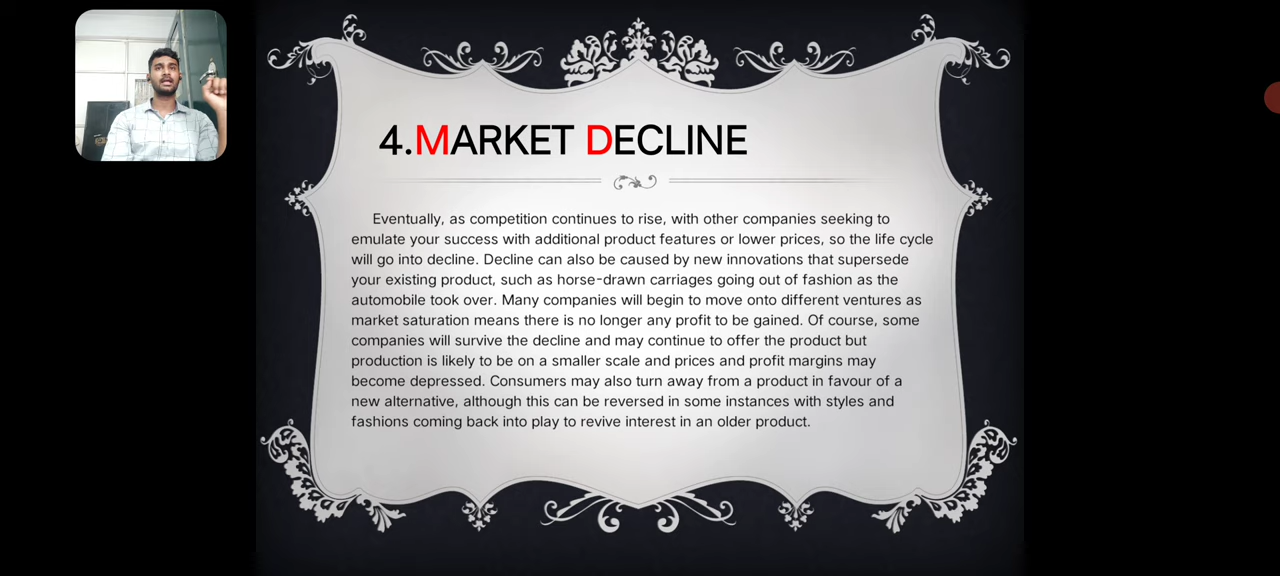 4.MARKET DECLINE
Eventually, as competition continues to rise, with other companies seeking to
emulate your success with additional product features or lower prices, so the life cycle
will go into decline. Decline can also be caused by new innovations that supersede
your existing product, such as horse-drawn carriages going out of fashion as the
automobile took over. Many companies will begin to move onto different ventures as
market saturation means there is no longer any profit to be gained. Of course, some
companies will survive the decline and may continue to offer the product but
production is likely to be on a smaller scale and prices and profit margins may
become depressed. Consumers may also turn away from a product in favour of a
new alternative, although this can be reversed in some instances with styles and
fashions coming back into play to revive interest in an older product.